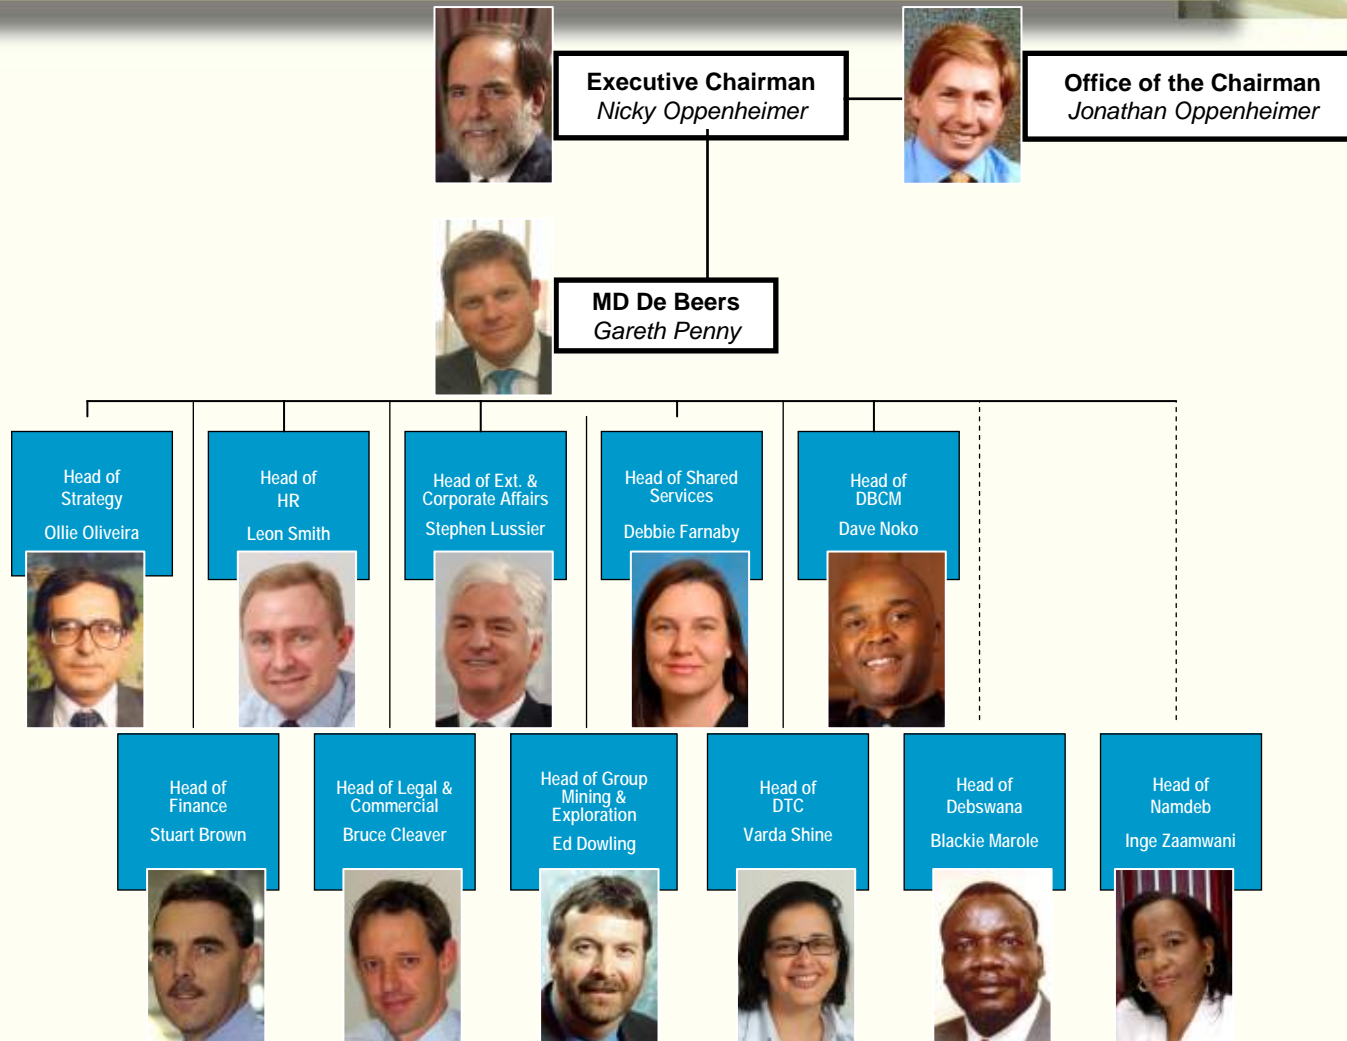 Executive Chairman
Nicky Oppenheimer
Office of the Chairman
Jonathan Oppenheimer
MD De Beers
Gareth Penny
Head of
Strategy
Ollie Oliveira
Head of
HR
Leon Smith
Head of Ext. &
Corporate Affairs
Stephen Lussier
Head of Shared
Services
Debbie Farnaby
Head of
DBCM
Dave Noko
Head of
Finance
Stuart Brown
Head of Legal &
Commercial
Bruce Cleaver
Head of Group
Mining &
Exploration
Ed Dowling
Head of
DTC
Varda Shine
Head of
Debswana
Blackie Marole
Head of
Namdeb
Inge Zaamwani